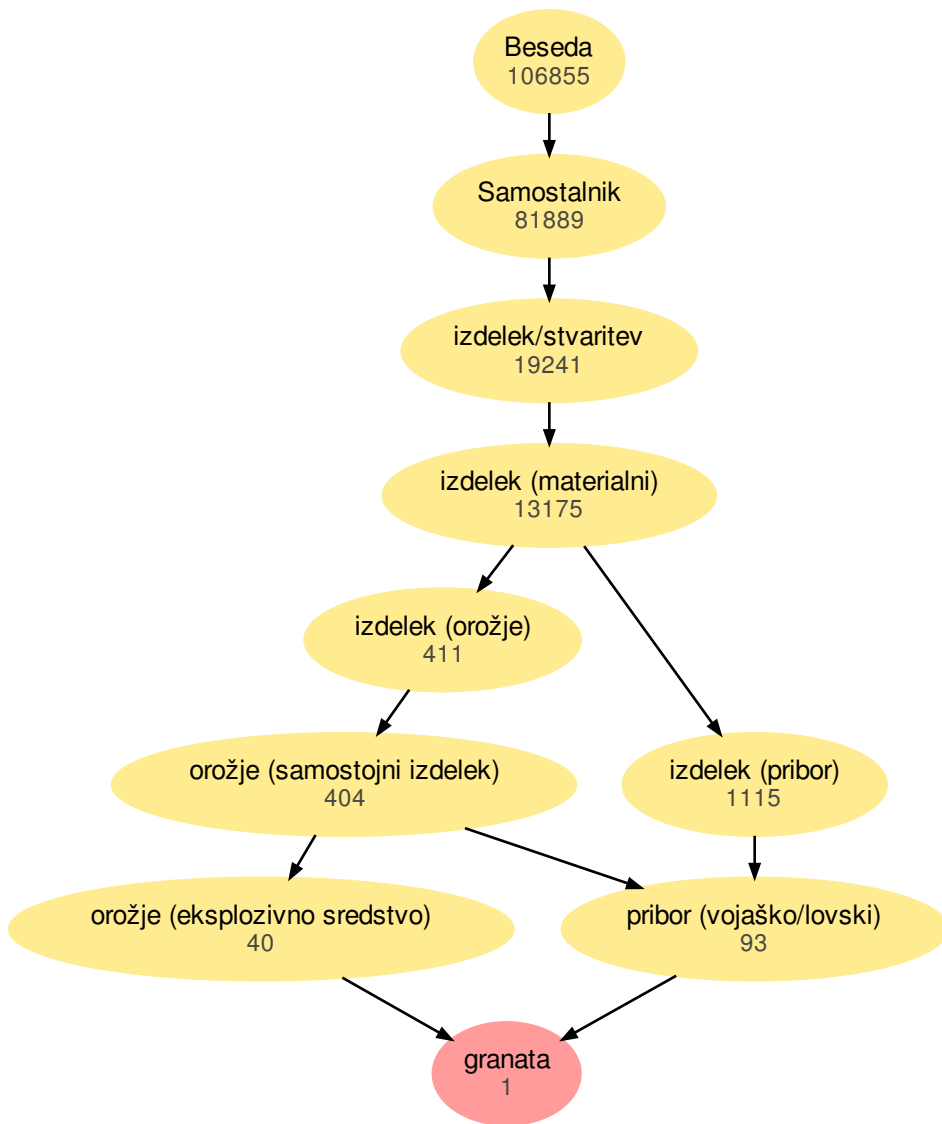 Beseda
106855
Samostalnik
81889
izdelek/stvaritev
19241
izdelek (materialni)
13175
izdelek (orožje)
411
orožje (samostojni izdelek)
404
izdelek (pribor)
1115
orožje (eksplozivno sredstvo)
40
pribor (vojaško/lovski)
93
granata
1